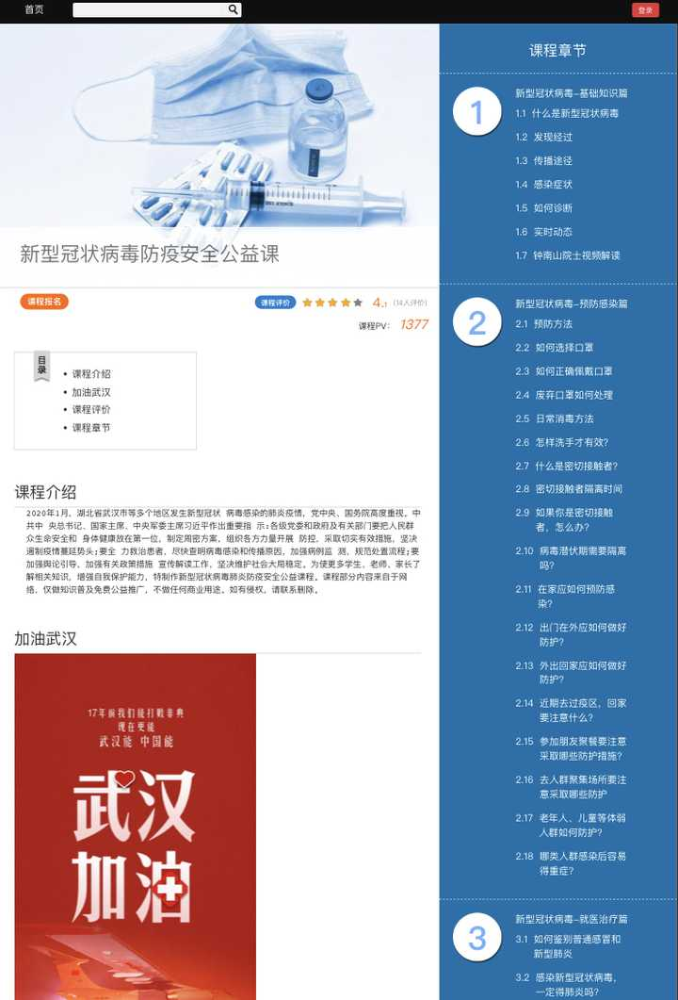 首页
登录
新型冠状病毒防疫安全公益课
课程报名
课程评价 4.1 (14人评价)
课程PV: 1377
目录
• 课程介绍
• 加油武汉
• 课程评价
• 课程章节
课程介绍
2020年1月，湖北省武汉市等多个地区发生新型冠状 病毒感染的肺炎疫情，党中央、国务院高度重视。中
共中 央总书记、国家主席、中央军委主席习近平作出重要指 示:各级党委和政府及有关部门要把人民群
众生命安全和 身体健康放在第一位，制定周密方案，组织各方力量开展 防控，采取切实有效措施，坚决
遏制疫情蔓延势头;要全 力救治患者，尽快查明病毒感染和传播原因，加强病例监 测，规范处置流程;要
加强舆论引导，加强有关政策措施 宣传解读工作，坚决维护社会大局稳定。为使更多学生、老师、家长了
解相关知识，增强自我保护能力，特制作新型冠状病毒肺炎防疫安全公益课程。课程部分内容来自于网
络，仅做知识普及免费公益推广，不做任何商业用途。如有侵权，请联系删除。
加油武汉
17年前我们能打败非典
现在更能
武汉能 中国能
武汉
加油
课程章节
1
新型冠状病毒-基础知识篇
1.1 什么是新型冠状病毒
1.2 发现经过
1.3 传播途径
1.4 感染症状
1.5 如何诊断
1.6 实时动态
1.7 钟南山院士视频解读
2
新型冠状病毒-预防感染篇
2.1 预防方法
2.2 如何选择口罩
2.3 如何正确佩戴口罩
2.4 废弃口罩如何处理
2.5 日常消毒方法
2.6 怎样洗手才有效?
2.7 什么是密切接触者?
2.8 密切接触者隔离时间
2.9 如果你是密切接触
者，怎么办?
2.10 病毒潜伏期需要隔离
吗?
2.11 在家应如何预防感
染?
2.12 出门在外应如何做好
防护?
2.13 外出回家应如何做好
防护?
2.14 近期去过疫区，回家
要注意什么?
2.15 参加朋友聚餐要注意
采取哪些防护措施?
2.16 去人群聚集场所要注
意采取哪些防护
2.17 老年人、儿童等体弱
人群如何防护?
2.18 哪类人群感染后容易
得重症?
3
新型冠状病毒-就医治疗篇
3.1 如何鉴别普通感冒和
新型肺炎
3.2 感染新型冠状病毒，
一定得肺炎吗?